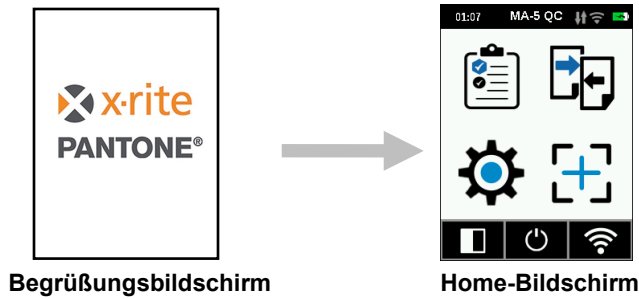 x·rite
PANTONE®
01:07 MA-5 QC
Begrüßungsbildschirm
Home-Bildschirm